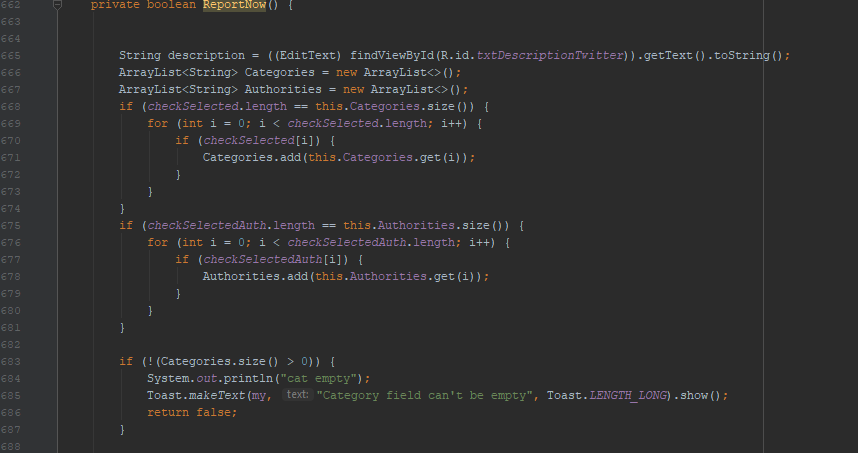 662 private boolean ReportNow() {
663
664
665 String description = ((EditText) findViewById(R.id.txtDescriptionTwitter)).getText().toString();
666 ArrayList<String> Categories = new ArrayList<>();
667 ArrayList<String> Authorities = new ArrayList<>();
668 if (checkSelected.length == this.Categories.size()) {
669 for (int i = 0; i < checkSelected.length; i++) {
670 if (checkSelected[i]) {
671 Categories.add(this.Categories.get(i));
672 }
673 }
674 }
675 if (checkSelectedAuth.length == this.Authorities.size()) {
676 for (int i = 0; i < checkSelectedAuth.length; i++) {
677 if (checkSelectedAuth[i]) {
678 Authorities.add(this.Authorities.get(i));
679 }
680 }
681 }
682
683 if (!(Categories.size() > 0)) {
684 System.out.println("cat empty");
685 Toast.makeText(my, text: "Category field can't be empty", Toast.LENGTH_LONG).show();
686 return false;
687 }
688